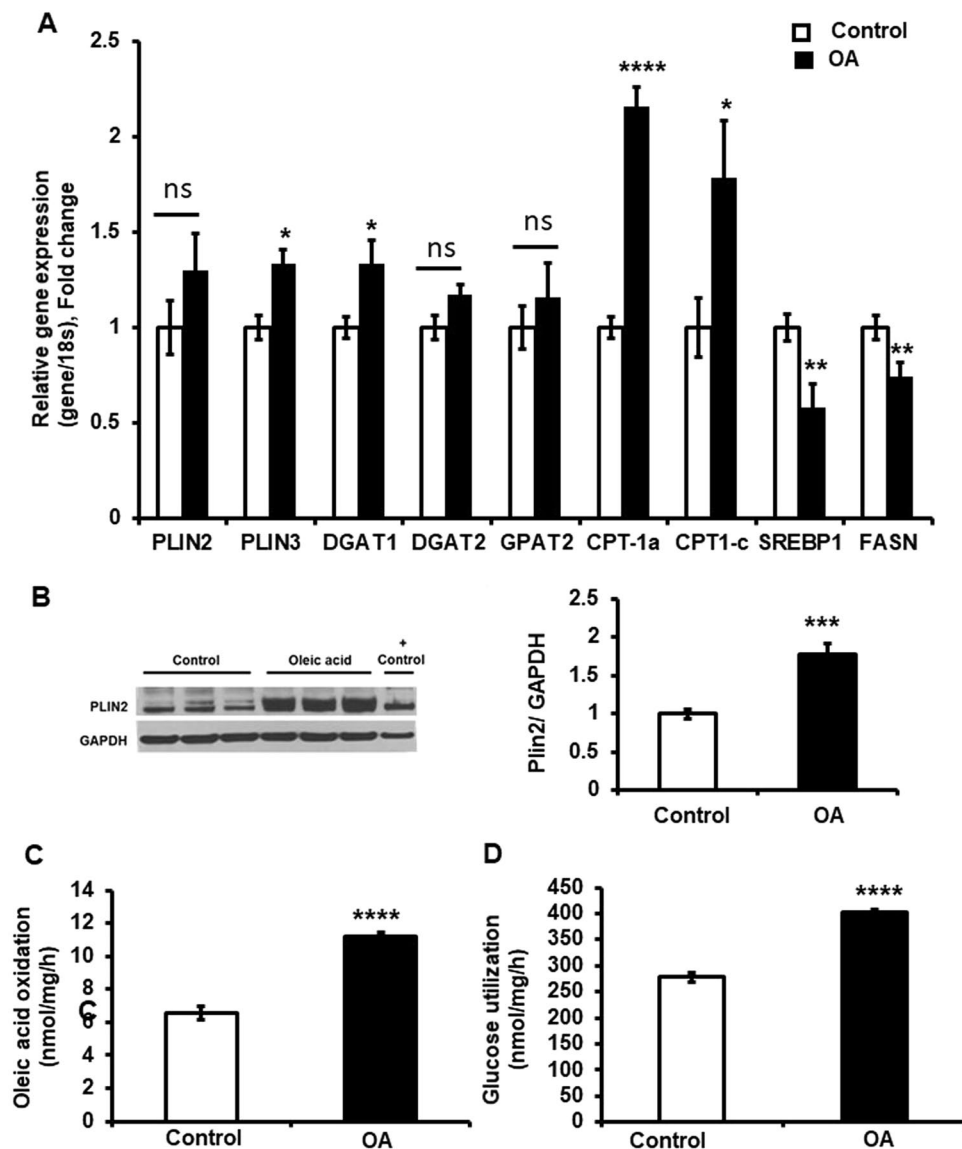 A
Control
OA
Relative gene expression
(gene/18s), Fold change
2.5
2
1.5
1
0.5
0
ns
*
*
ns
ns
****
*
**
**
PLIN2 PLIN3 DGAT1 DGAT2 GPAT2 CPT-1a CPT1-c SREBP1 FASN
B
Control Oleic acid + Control
PLIN2
GAPDH
Plin2/ GAPDH
2.5
2
1.5
1
0.5
0
***
Control OA
C
Oleic acid oxidation
(nmol/mg/h)
C
14
12
10
8
6
4
2
0
****
Control OA
D
Glucose utilization
(nmol/mg/h)
450
400
350
300
250
200
150
100
50
0
****
Control OA